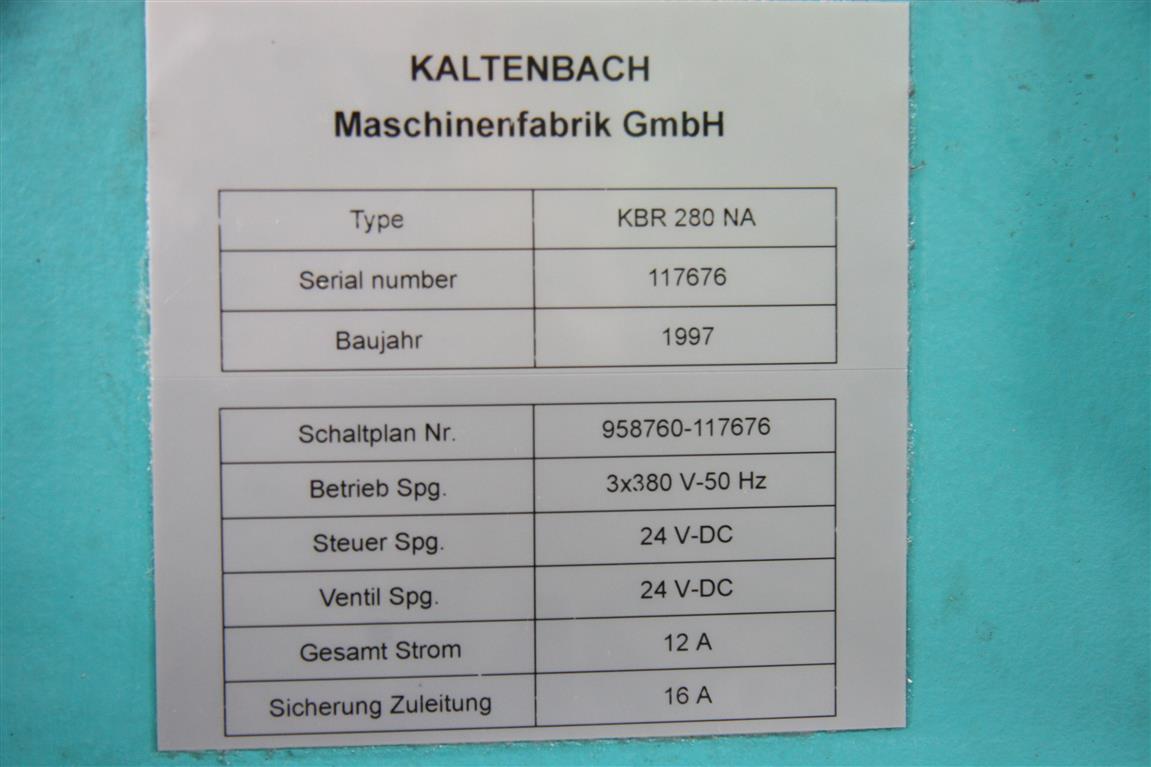 KALTENBACH
Maschinenfabrik GmbH
Type KBR 280 NA
Serial number 117676
Baujahr 1997
Schaltplan Nr. 958760-117676
Betrieb Spg. 3x380 V-50 Hz
Steuer Spg. 24 V-DC
Ventil Spg. 24 V-DC
Gesamt Strom 12 A
Sicherung Zuleitung 16 A